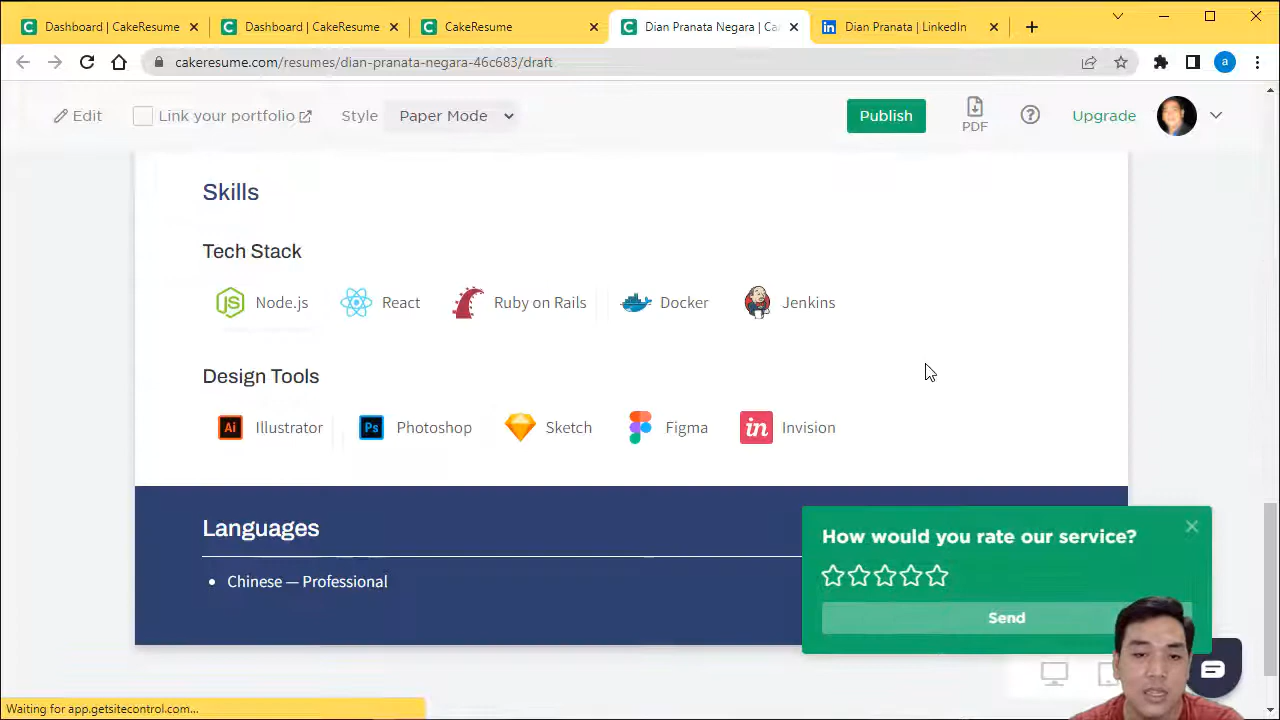 Dashboard | CakeResume Dashboard | CakeResume CakeResume Dian Pranata Negara | Ca Dian Pranata | LinkedIn
cakeresume.com/resumes/dian-pranata-negara-46c683/draft
Edit Link your portfolio Style Paper Mode Publish PDF Upgrade a
Skills
Tech Stack
Node.js React Ruby on Rails Docker Jenkins
Design Tools
Ai Illustrator Ps Photoshop Sketch Figma in Invision
Languages
Chinese — Professional
How would you rate our service?
Send
Waiting for app.getsitecontrol.com...